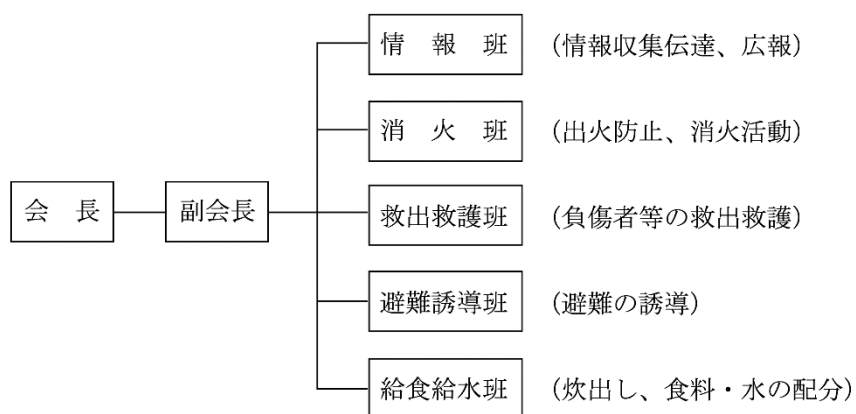 情報班 （情報収集伝達、広報）
消火班 （出火防止、消火活動）
会長 副会長 救出救護班 （負傷者等の救出救護）
避難誘導班 （避難の誘導）
給食給水班 （炊出し、食料・水の配分）